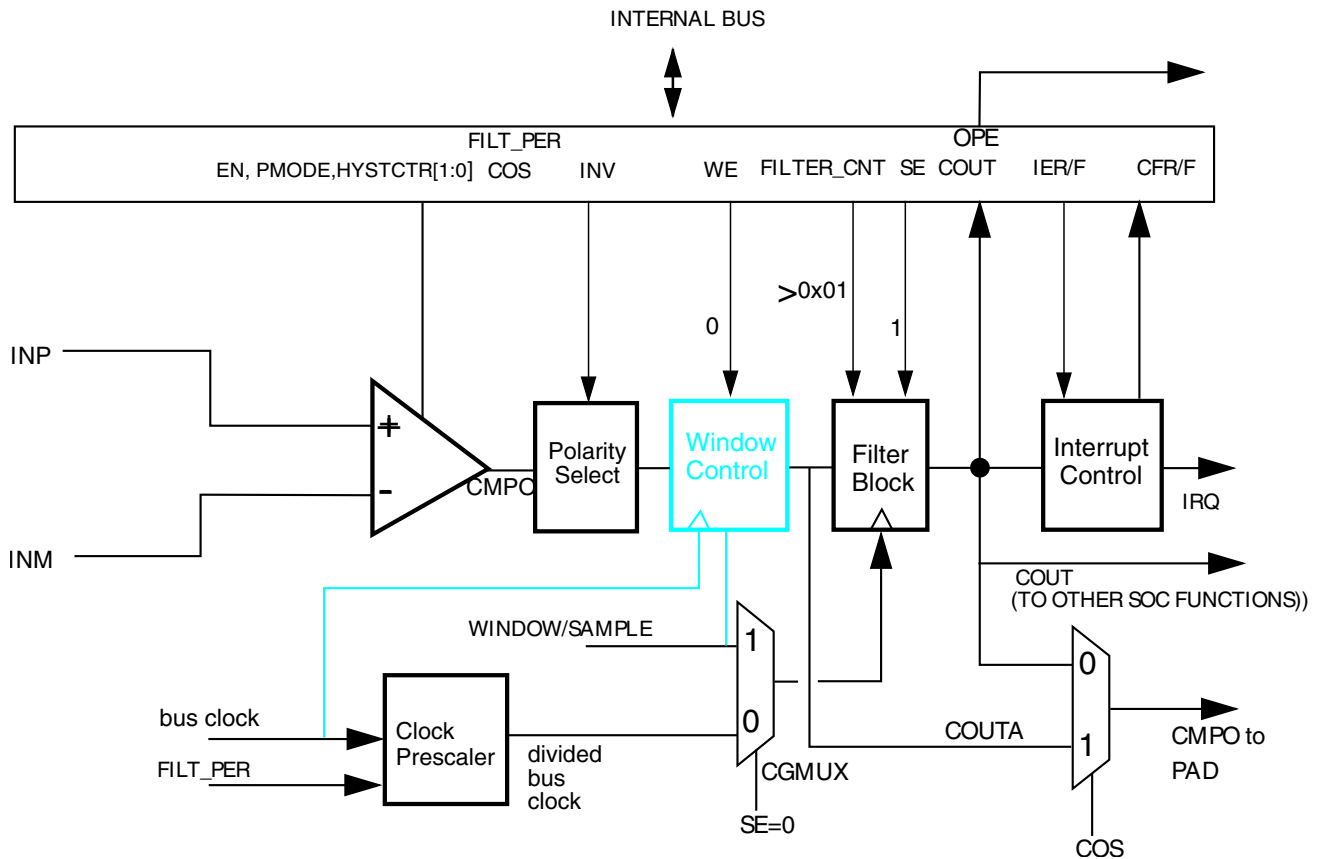 INTERNAL BUS
FILT_PER
OPE
EN, PMODE,HYSTCTR[1:0] COS INV WE FILTER_CNT SE COUT IER/F CFR/F
>0x01
0
1
INP
+
-
INM
CMPO
Polarity
Select
Window
Control
Filter
Block
Interrupt
Control
IRQ
COUT
(TO OTHER SOC FUNCTIONS))
WINDOW/SAMPLE
1
0
CGMUX
SE=0
bus clock
FILT_PER
Clock
Prescaler
divided
bus
clock
COUTA
0
1
CMPO to
PAD
COS